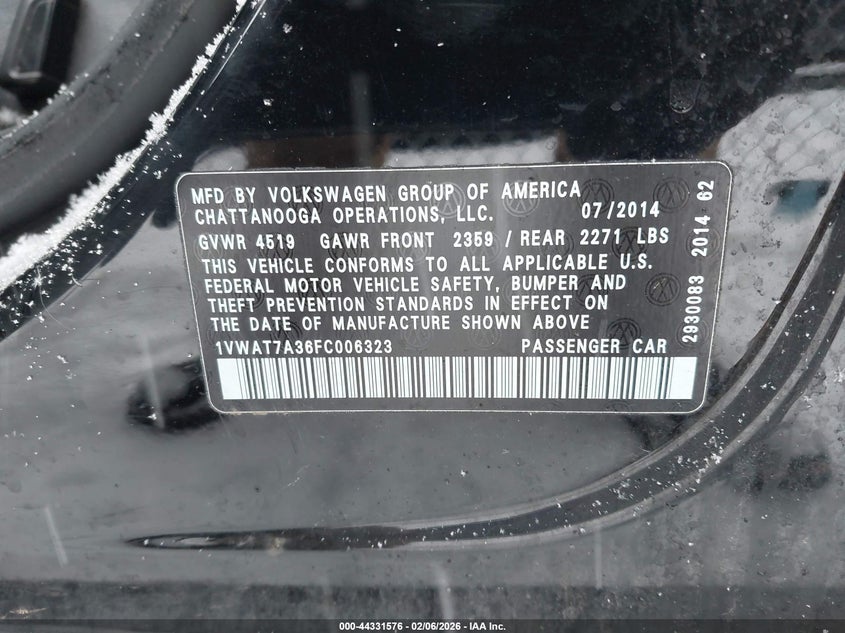 MFD BY VOLKSWAGEN GROUP OF AMERICA
CHATTANOOGA OPERATIONS, LLC. 07/2014
GVWR 4519 GAWR FRONT 2359 / REAR 2271 LBS
THIS VEHICLE CONFORMS TO ALL APPLICABLE U.S.
FEDERAL MOTOR VEHICLE SAFETY, BUMPER AND
THEFT PREVENTION STANDARDS IN EFFECT ON
THE DATE OF MANUFACTURE SHOWN ABOVE
1VWAT7A36FC006323 PASSENGER CAR
2930083 2014 62
000-44331576 - 02/06/2026 - IAA Inc.